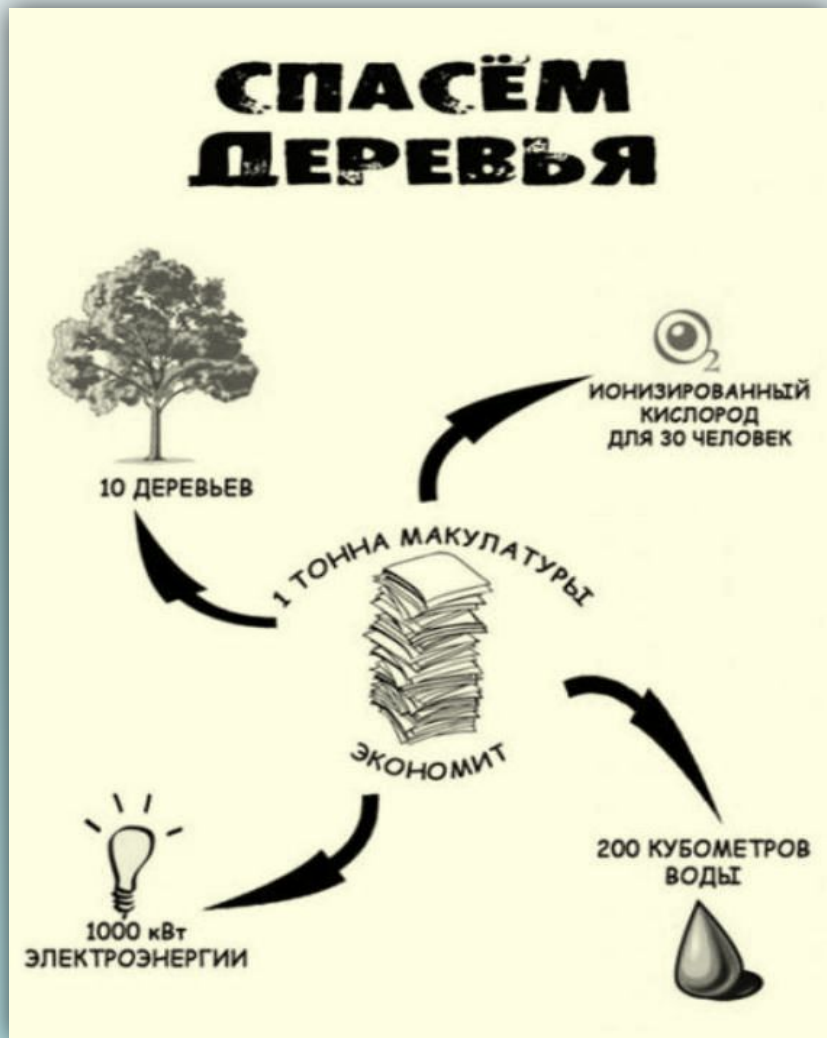 СПАСЁМ
ДЕРЕВЬЯ
O2
ИОНИЗИРОВАННЫЙ
КИСЛОРОД
ДЛЯ 30 ЧЕЛОВЕК
10 ДЕРЕВЬЕВ
1 ТОННА МАКУЛАТУРЫ
ЭКОНОМИТ
200 КУБОМЕТРОВ
ВОДЫ
1000 кВт
ЭЛЕКТРОЭНЕРГИИ